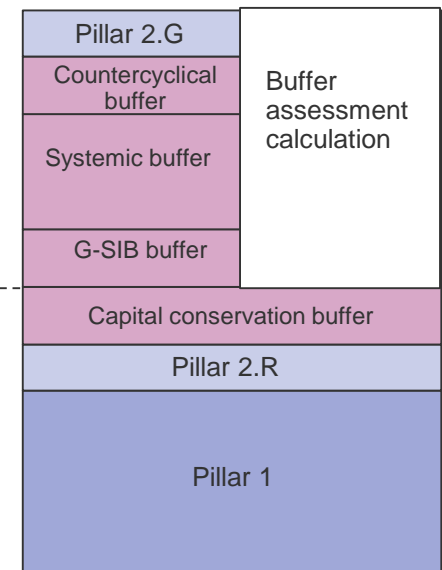 Pillar 2.G
Countercyclical
buffer
Buffer
assessment
calculation
Systemic buffer
G-SIB buffer
Capital conservation buffer
Pillar 2.R
Pillar 1